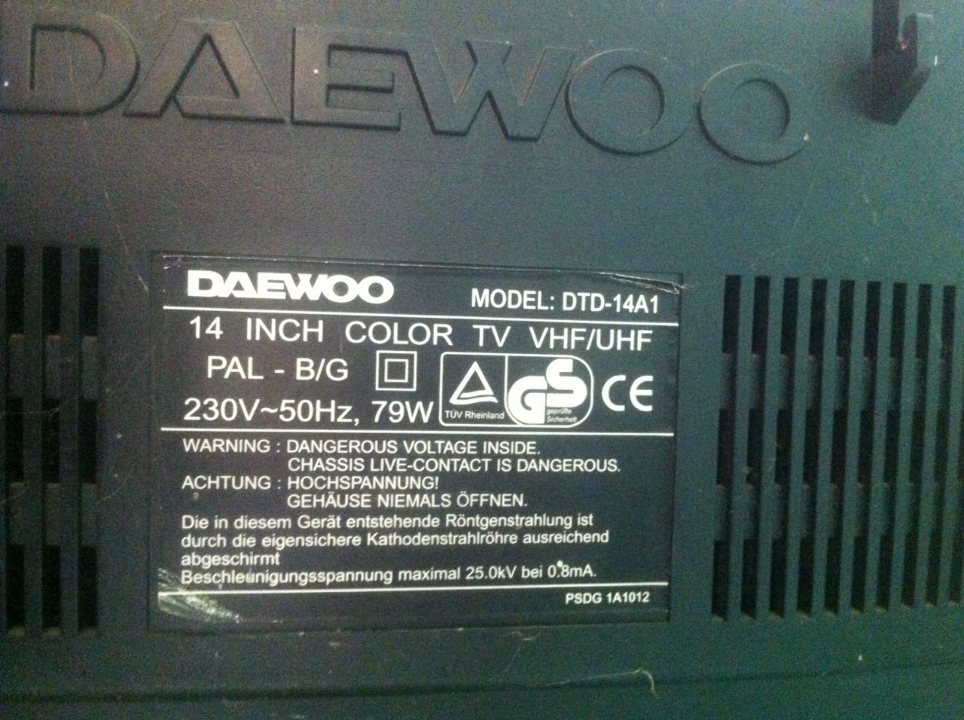 DAEWOO
DAEWOO MODEL: DTD-14A1
14 INCH COLOR TV VHF/UHF
PAL - B/G
230V~50Hz, 79W
TÜV Rheinland
GS
geprüfte
Sicherheit
CE
WARNING : DANGEROUS VOLTAGE INSIDE.
CHASSIS LIVE-CONTACT IS DANGEROUS.
ACHTUNG : HOCHSPANNUNG!
GEHÄUSE NIEMALS ÖFFNEN.
Die in diesem Gerät entstehende Röntgenstrahlung ist
durch die eigensichere Kathodenstrahlröhre ausreichend
abgeschirmt
Beschleunigungsspannung maximal 25.0kV bei 0.8mA.
PSDG 1A1012